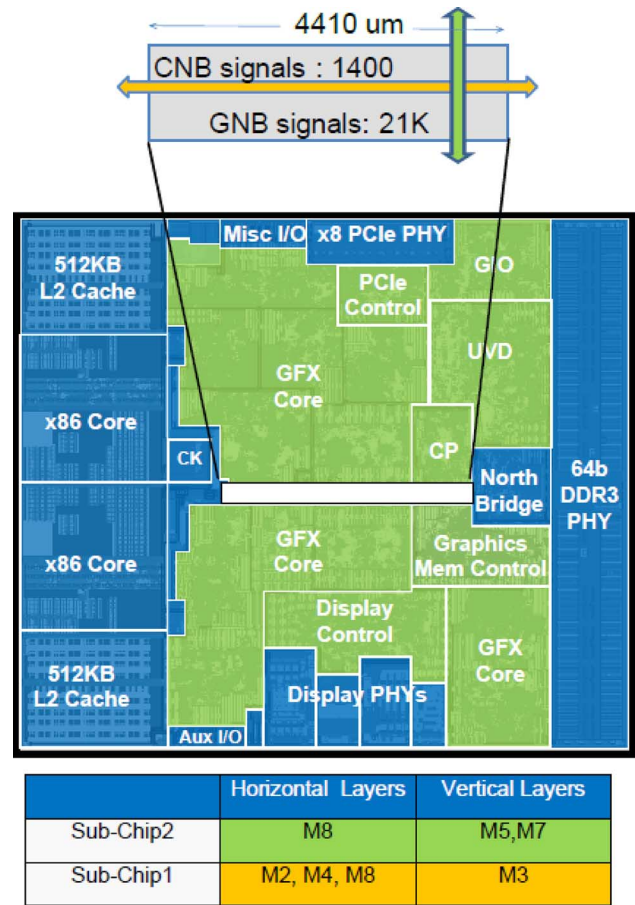 4410 um
CNB signals : 1400
GNB signals: 21K
Misc I/O
x8 PCIe PHY
512KB
L2 Cache
PCIe
Control
GIO
UVD
GFX
Core
x86 Core
CK
CP
North
Bridge
64b
DDR3
PHY
x86 Core
GFX
Core
Graphics
Mem Control
Display
Control
GFX
Core
512KB
L2 Cache
Display PHYs
Aux I/O
Horizontal Layers Vertical Layers
Sub-Chip2 M8 M5,M7
Sub-Chip1 M2, M4, M8 M3